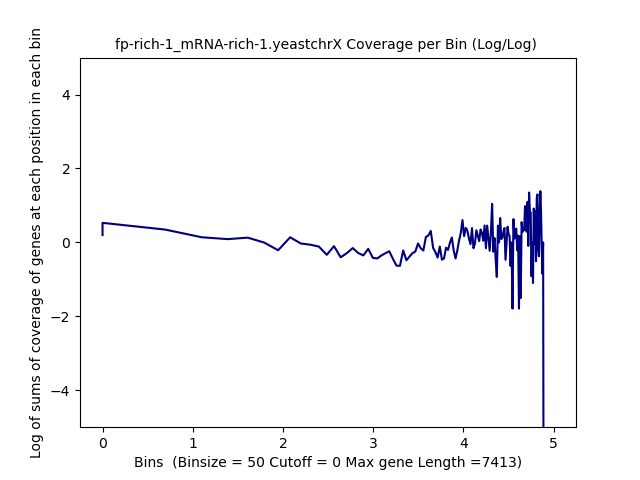 fp-rich-1_mRNA-rich-1.yeastchrX Coverage per Bin (Log/Log)
Log of sums of coverage of genes at each position in each bin
4
2
0
−2
−4
0 1 2 3 4 5
Bins  (Binsize = 50 Cutoff = 0 Max gene Length =7413)